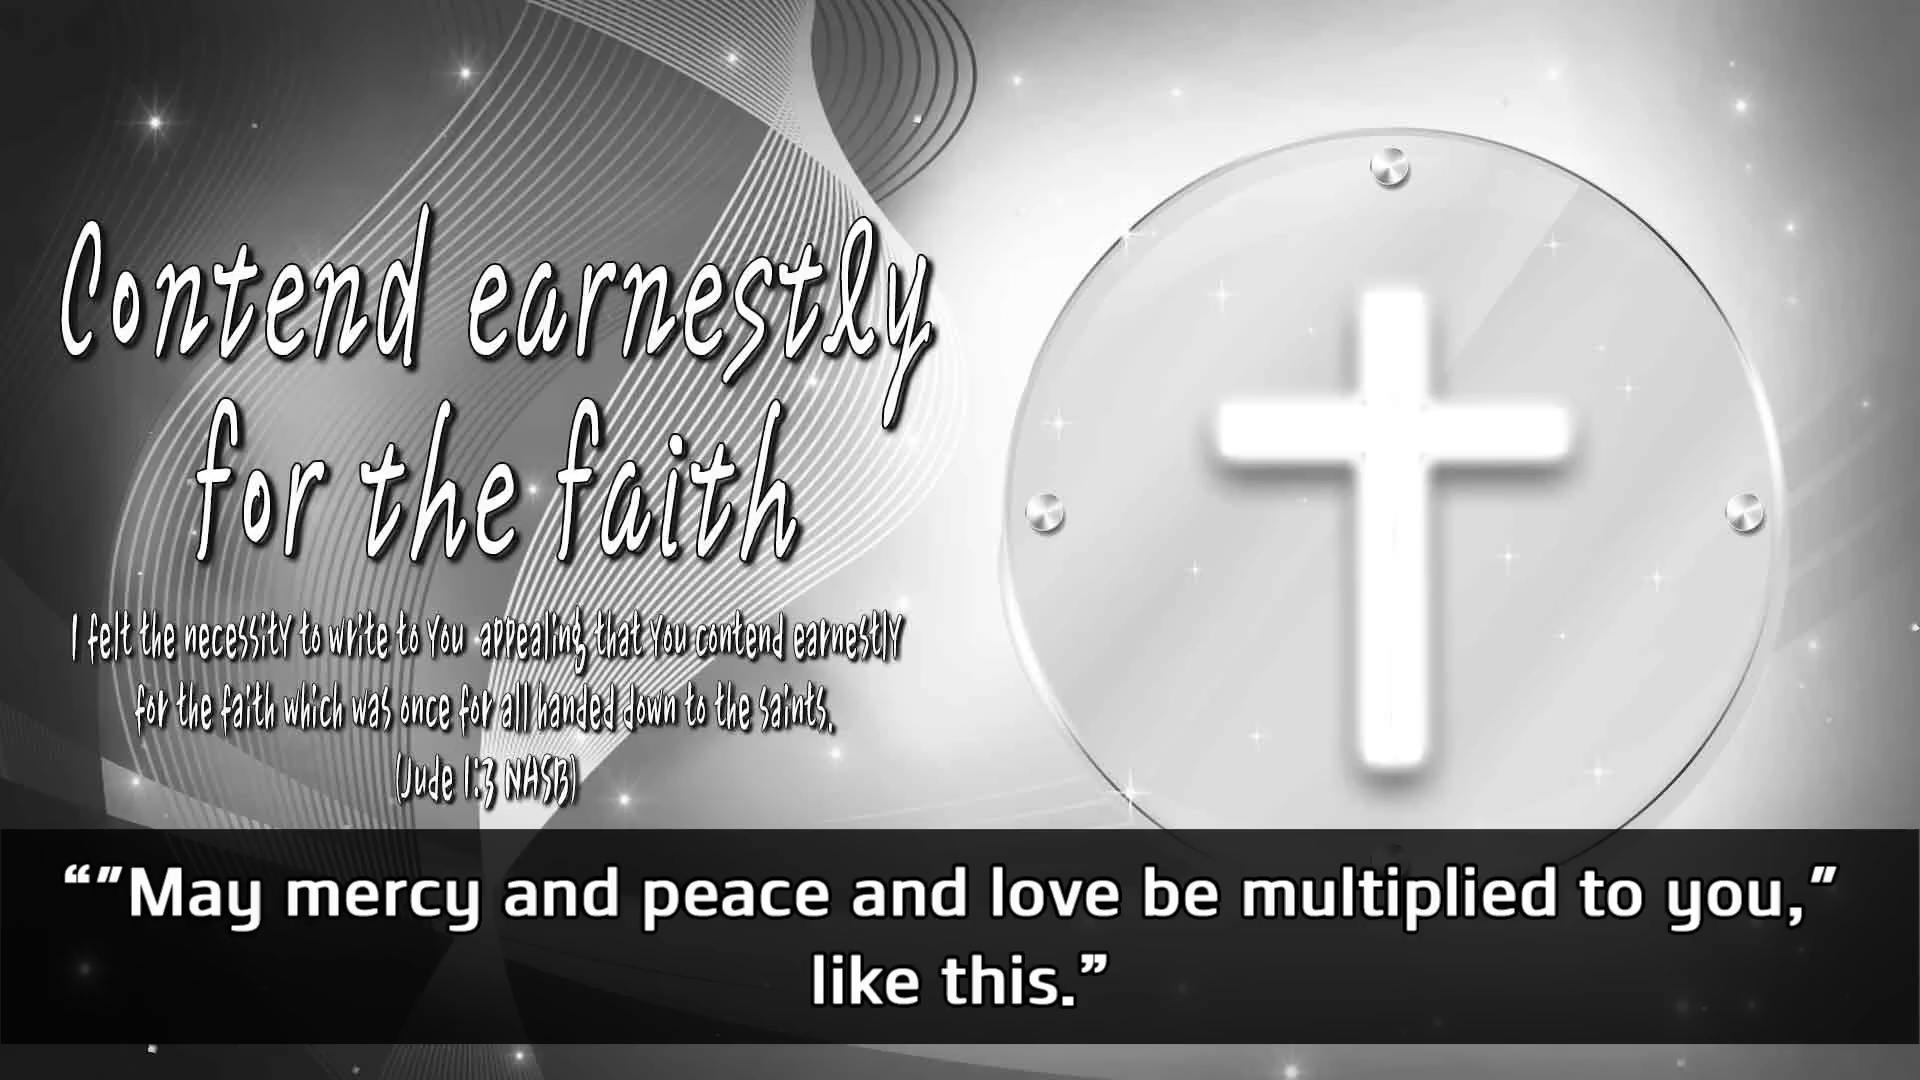 Contend earnestly
for the faith
I felt the necessity to write to you appealing that you contend earnestly
for the faith which was once for all handed down to the saints.
(Jude 1:3 NASB)
“”May mercy and peace and love be multiplied to you,”
like this.”